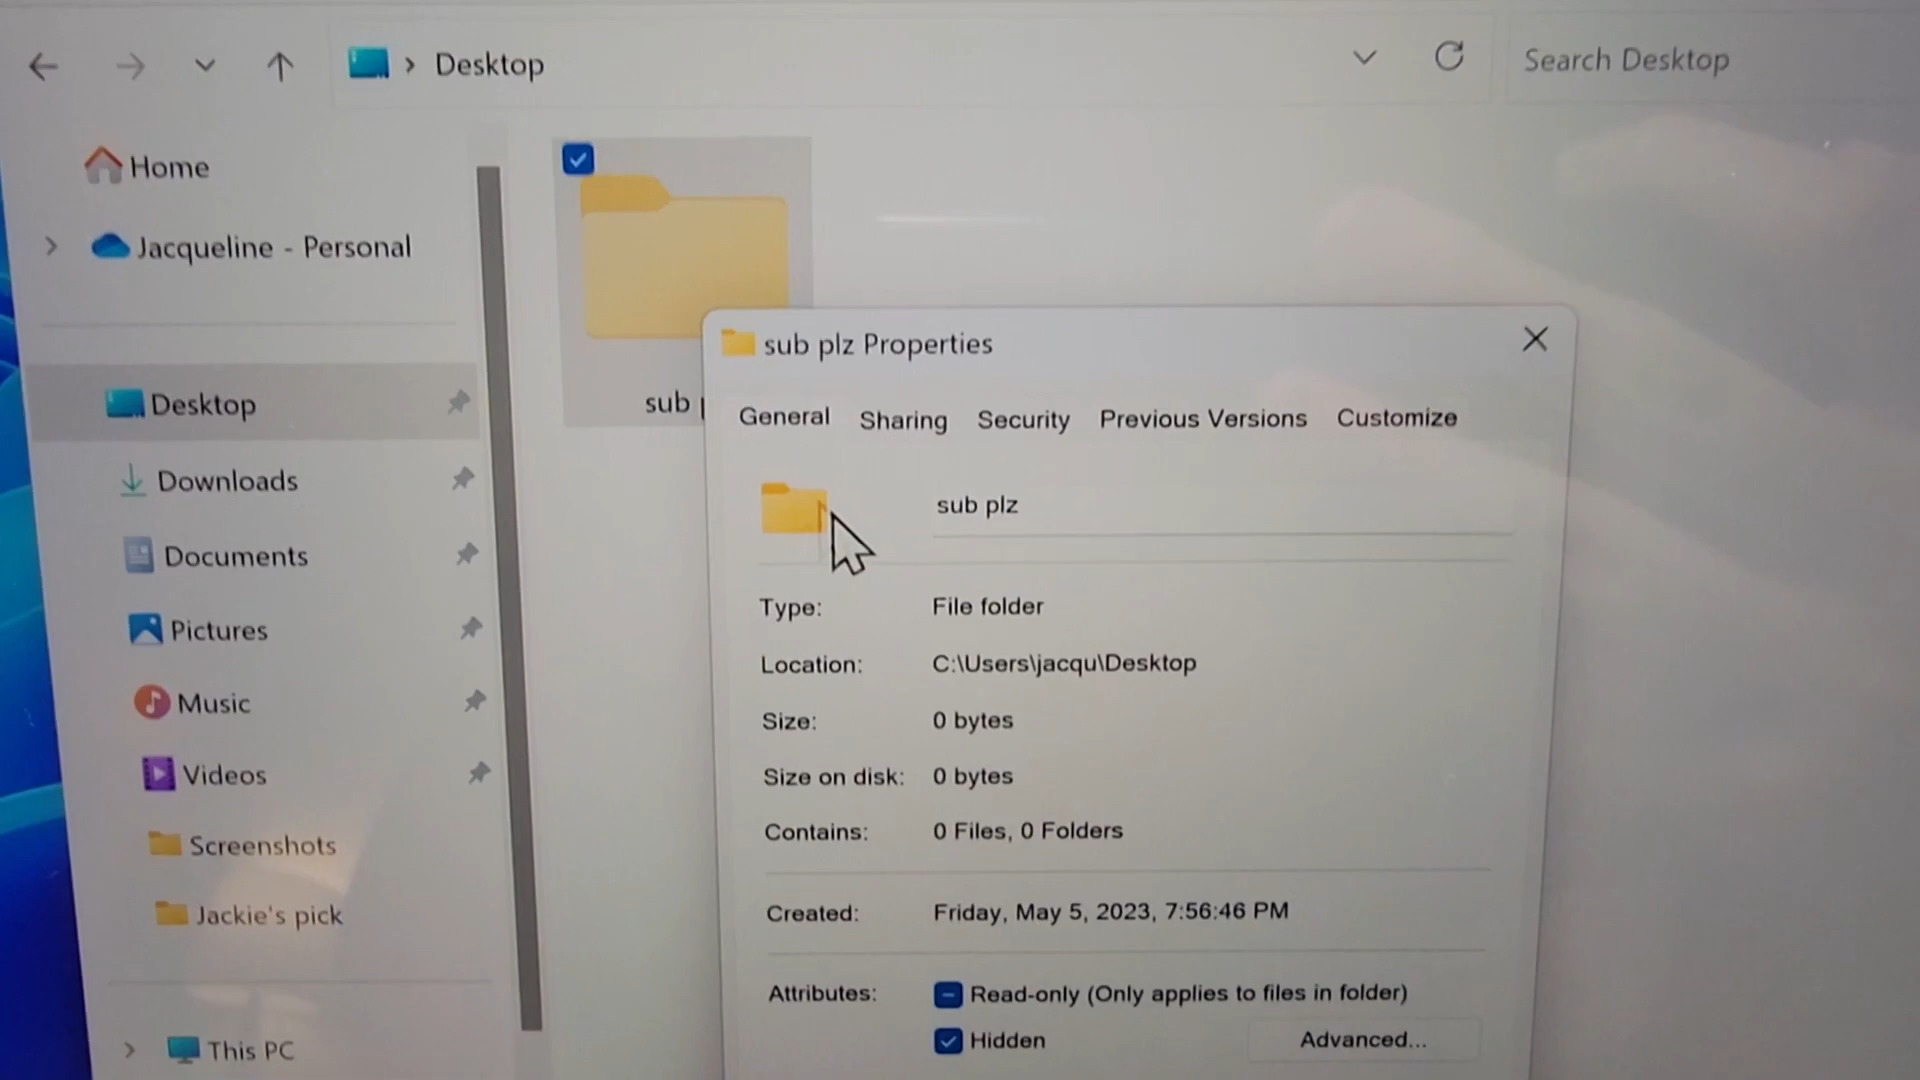 Desktop
Search Desktop
Home
Jacqueline - Personal
Desktop
Downloads
Documents
Pictures
Music
Videos
Screenshots
Jackie's pick
This PC
sub
sub plz Properties
General Sharing Security Previous Versions Customize
sub plz
Type: File folder
Location: C:\Users\jacqu\Desktop
Size: 0 bytes
Size on disk: 0 bytes
Contains: 0 Files, 0 Folders
Created: Friday, May 5, 2023, 7:56:46 PM
Attributes: Read-only (Only applies to files in folder)
Hidden Advanced...